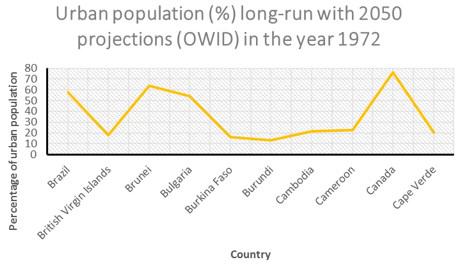 Urban population (%) long-run with 2050
projections (OWID) in the year 1972
Percentage of urban population
80
70
60
50
40
30
20
10
0
Brazil
British Virgin Islands
Brunei
Bulgaria
Burkina Faso
Burundi
Cambodia
Cameroon
Canada
Cape Verde
Country